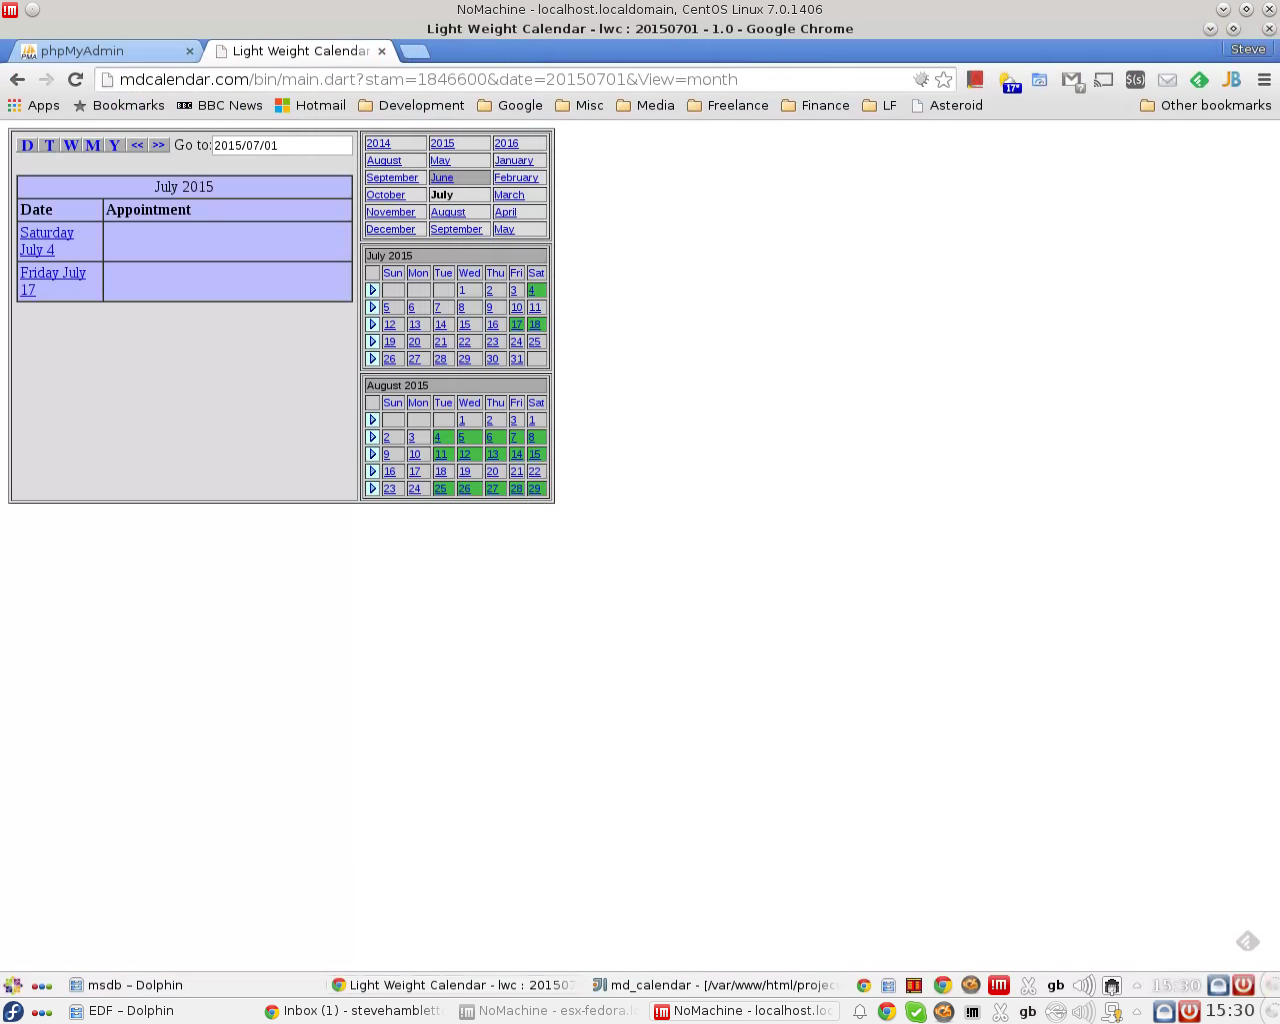 NoMachine - localhost.localdomain, CentOS Linux 7.0.1406
Light Weight Calendar - lwc : 20150701 - 1.0 - Google Chrome
phpMyAdmin × Light Weight Calendar × Steve
mdcalendar.com/bin/main.dart?stam=1846600&date=20150701&View=month
17° S(s) JB
Apps Bookmarks BBC News Hotmail Development Google Misc Media Freelance Finance LF Asteroid Other bookmarks
D T W M Y << >> Go to: 2015/07/01
July 2015
Date Appointment
Saturday
July 4
Friday July
17
2014 2015 2016
August May January
September June February
October July March
November August April
December September May
July 2015
Sun Mon Tue Wed Thu Fri Sat
1 2 3 4
5 6 7 8 9 10 11
12 13 14 15 16 17 18
19 20 21 22 23 24 25
26 27 28 29 30 31
August 2015
Sun Mon Tue Wed Thu Fri Sat
1 2 3 1
2 3 4 5 6 7 8
9 10 11 12 13 14 15
16 17 18 19 20 21 22
23 24 25 26 27 28 29
msdb – Dolphin Light Weight Calendar - lwc : 201507 md_calendar - [/var/www/html/projec !M gb 15:30
EDF – Dolphin Inbox (1) - stevehamblett NoMachine - esx-fedora.lo NoMachine - localhost.loc !M gb 15:30